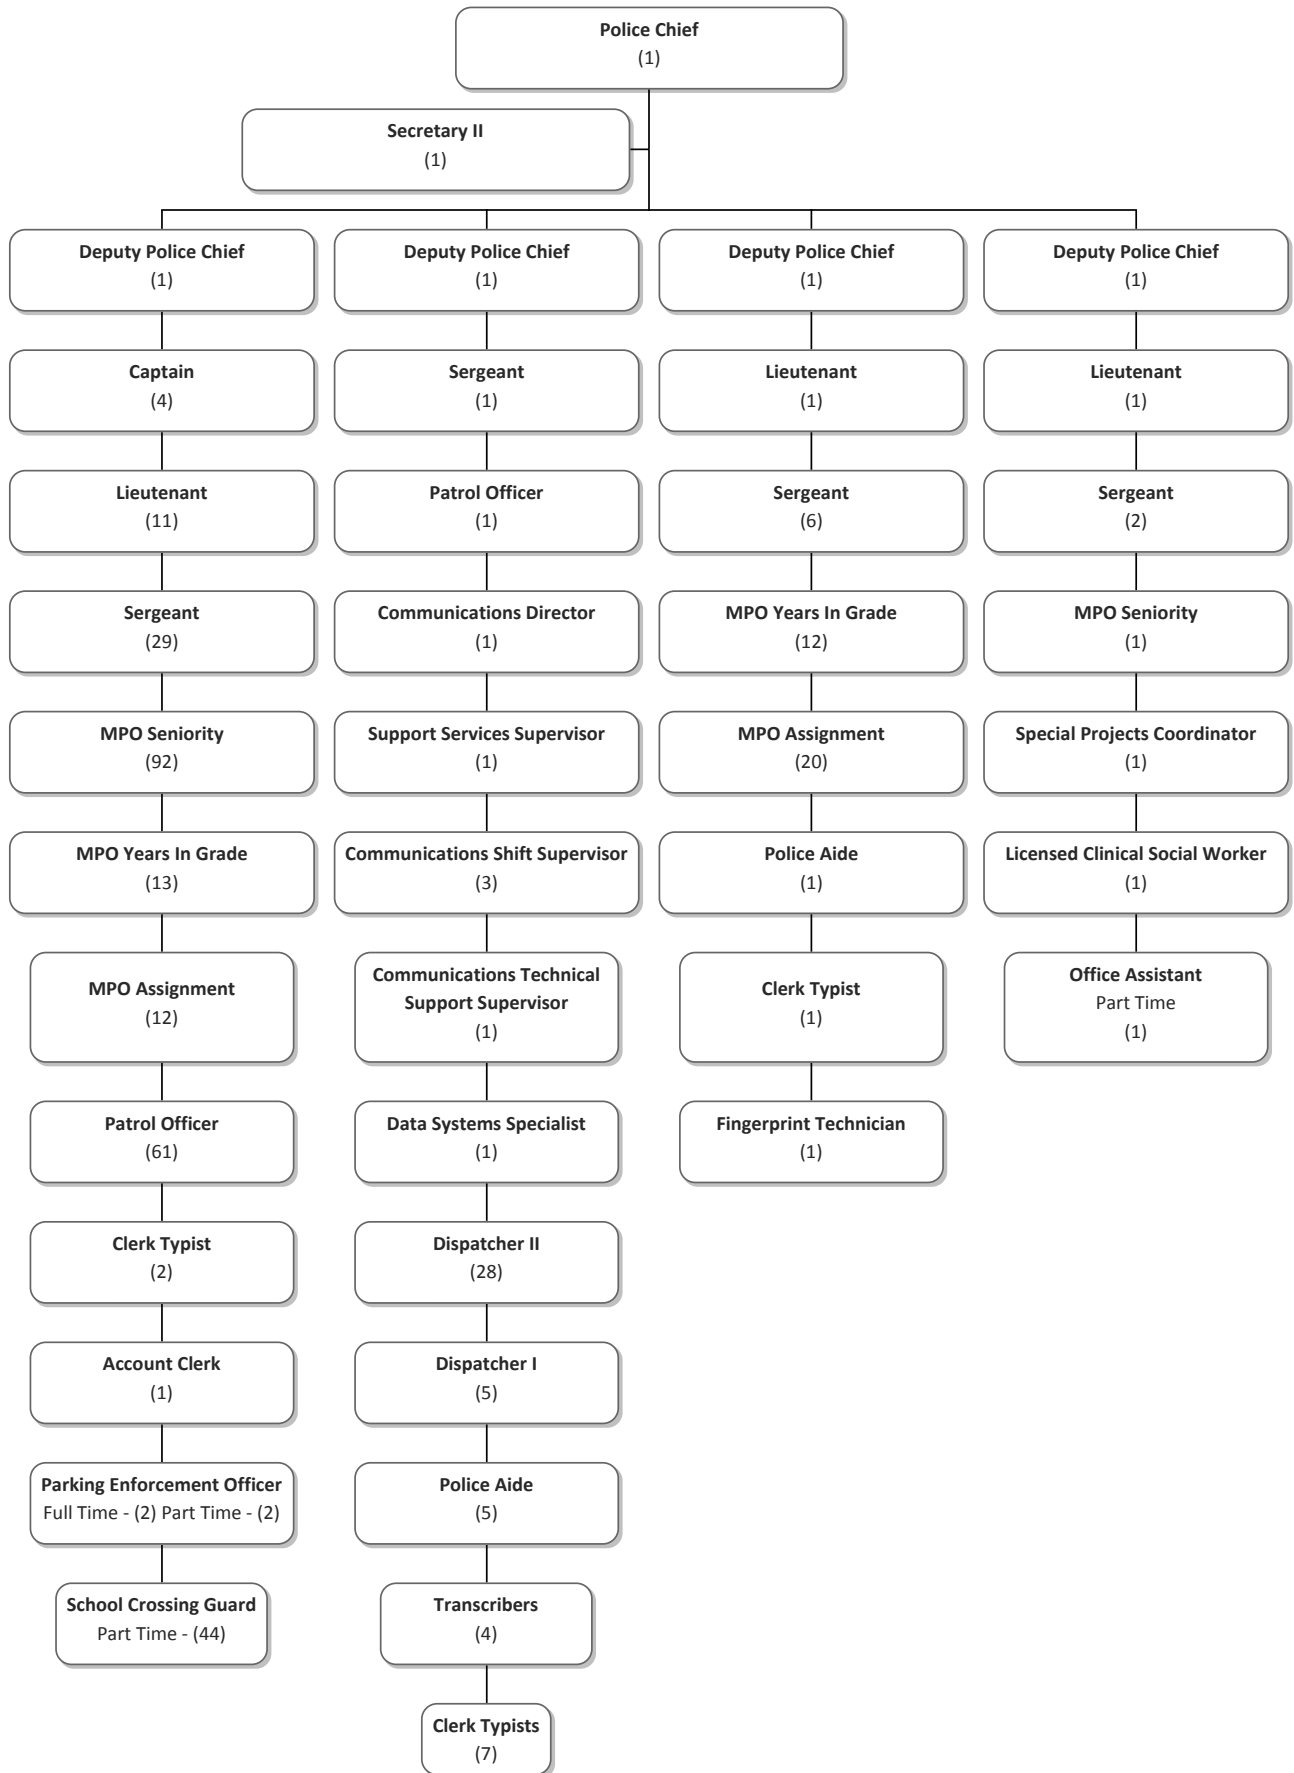 Police Chief
(1)
Secretary II
(1)
Deputy Police Chief
(1)
Captain
(4)
Lieutenant
(11)
Sergeant
(29)
MPO Seniority
(92)
MPO Years In Grade
(13)
MPO Assignment
(12)
Patrol Officer
(61)
Clerk Typist
(2)
Account Clerk
(1)
Parking Enforcement Officer
Full Time - (2) Part Time - (2)
School Crossing Guard
Part Time - (44)
Deputy Police Chief
(1)
Sergeant
(1)
Patrol Officer
(1)
Communications Director
(1)
Support Services Supervisor
(1)
Communications Shift Supervisor
(3)
Communications Technical
Support Supervisor
(1)
Data Systems Specialist
(1)
Dispatcher II
(28)
Dispatcher I
(5)
Police Aide
(5)
Transcribers
(4)
Clerk Typists
(7)
Deputy Police Chief
(1)
Lieutenant
(1)
Sergeant
(6)
MPO Years In Grade
(12)
MPO Assignment
(20)
Police Aide
(1)
Clerk Typist
(1)
Fingerprint Technician
(1)
Deputy Police Chief
(1)
Lieutenant
(1)
Sergeant
(2)
MPO Seniority
(1)
Special Projects Coordinator
(1)
Licensed Clinical Social Worker
(1)
Office Assistant
Part Time
(1)